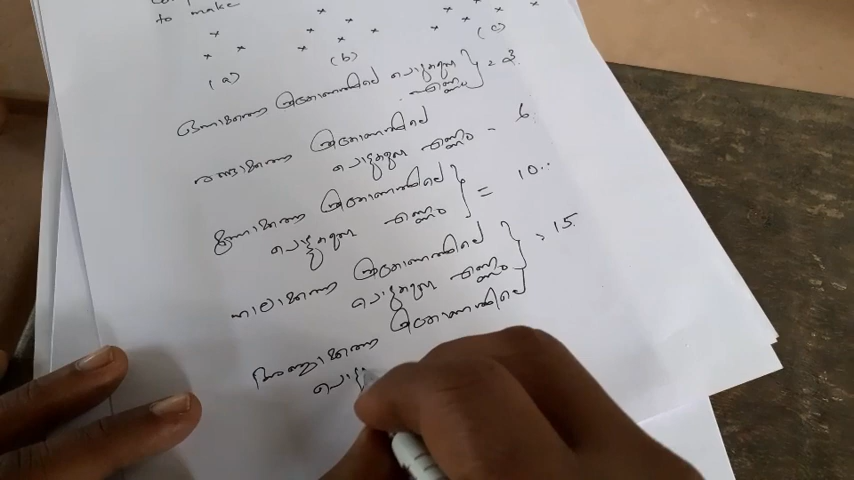 to make
(a)
(b)
(c)
ഒന്നാമത്തെ ത്രികോണത്തിലെ പൊട്ടുകളുടെ
എണ്ണം } = 3.
രണ്ടാമത്തെ ത്രികോണത്തിലെ
പൊട്ടുകളുടെ എണ്ണം - 6.
മൂന്നാമത്തെ ത്രികോണത്തിലെ
പൊട്ടുകളുടെ എണ്ണം } = 10.
നാലാമത്തെ ത്രികോണത്തിലെ
പൊട്ടുകളുടെ എണ്ണം } = 15.
അഞ്ചാമത്തെ ത്രികോണത്തിലെ